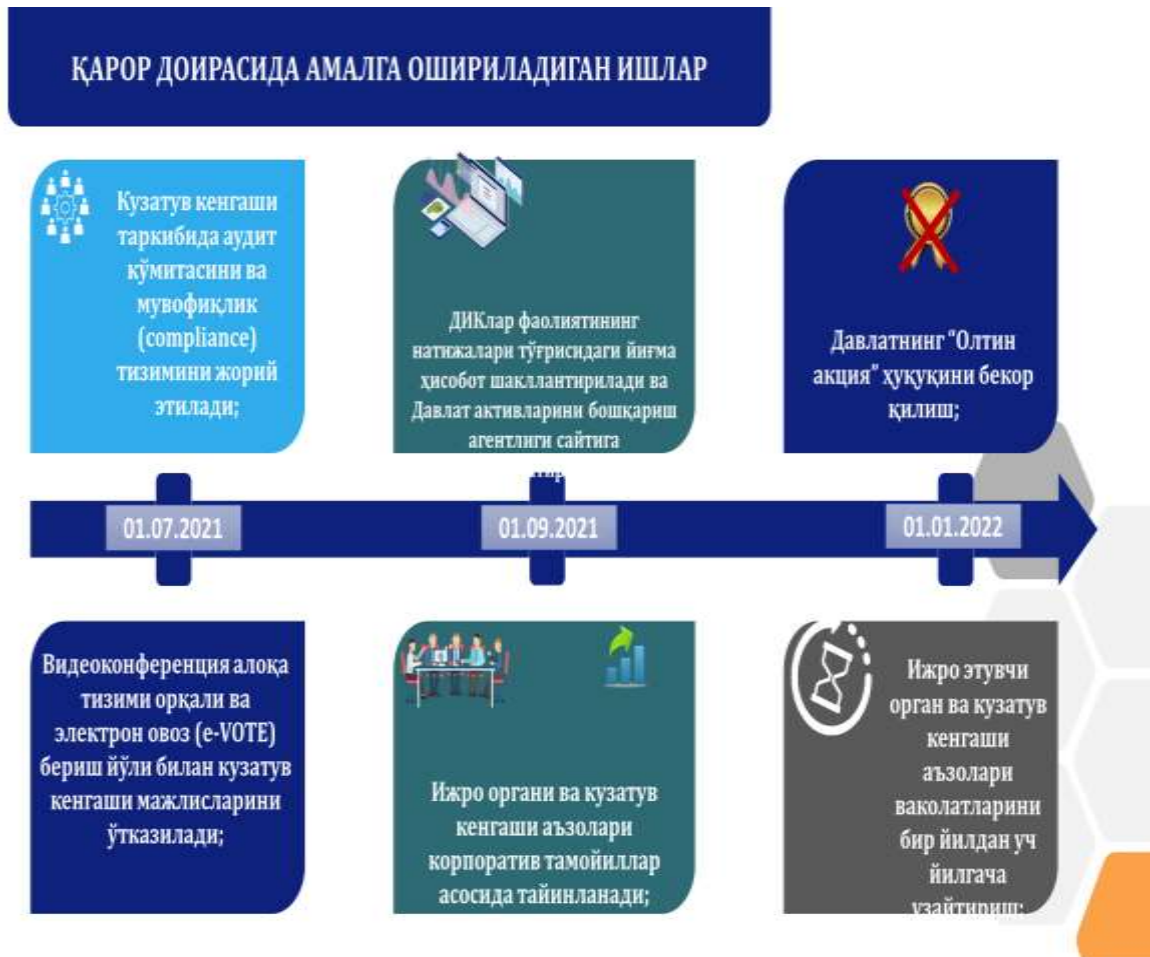 ҚАРОР ДОИРАСИДА АМАЛГА ОШИРИЛАДИГАН ИШЛАР
Кузатув кенгаши
таркибида аудит
қўмитасини ва
мувофиқлик
(compliance)
тизимини жорий
этилади;
ДИКлар фаолиятининг
натижалари тўғрисидаги йиғма
ҳисобот шакллантирилади ва
Давлат активларини бошқариш
агентлиги сайтига
Давлатнинг "Олтин
акция" ҳуқуқини бекор
қилиш;
01.07.2021
01.09.2021
01.01.2022
Видеоконференция алоқа
тизими орқали ва
электрон овоз (e-VOTE)
бериш йўли билан кузатув
кенгаши мажлисларини
ўтказилади;
Ижро органи ва кузатув
кенгаши аъзолари
корпоратив тамойиллар
асосида тайинланади;
Ижро этувчи
орган ва кузатув
кенгаши
аъзолари
ваколатларини
бир йилдан уч
йилгача
узайтириш;